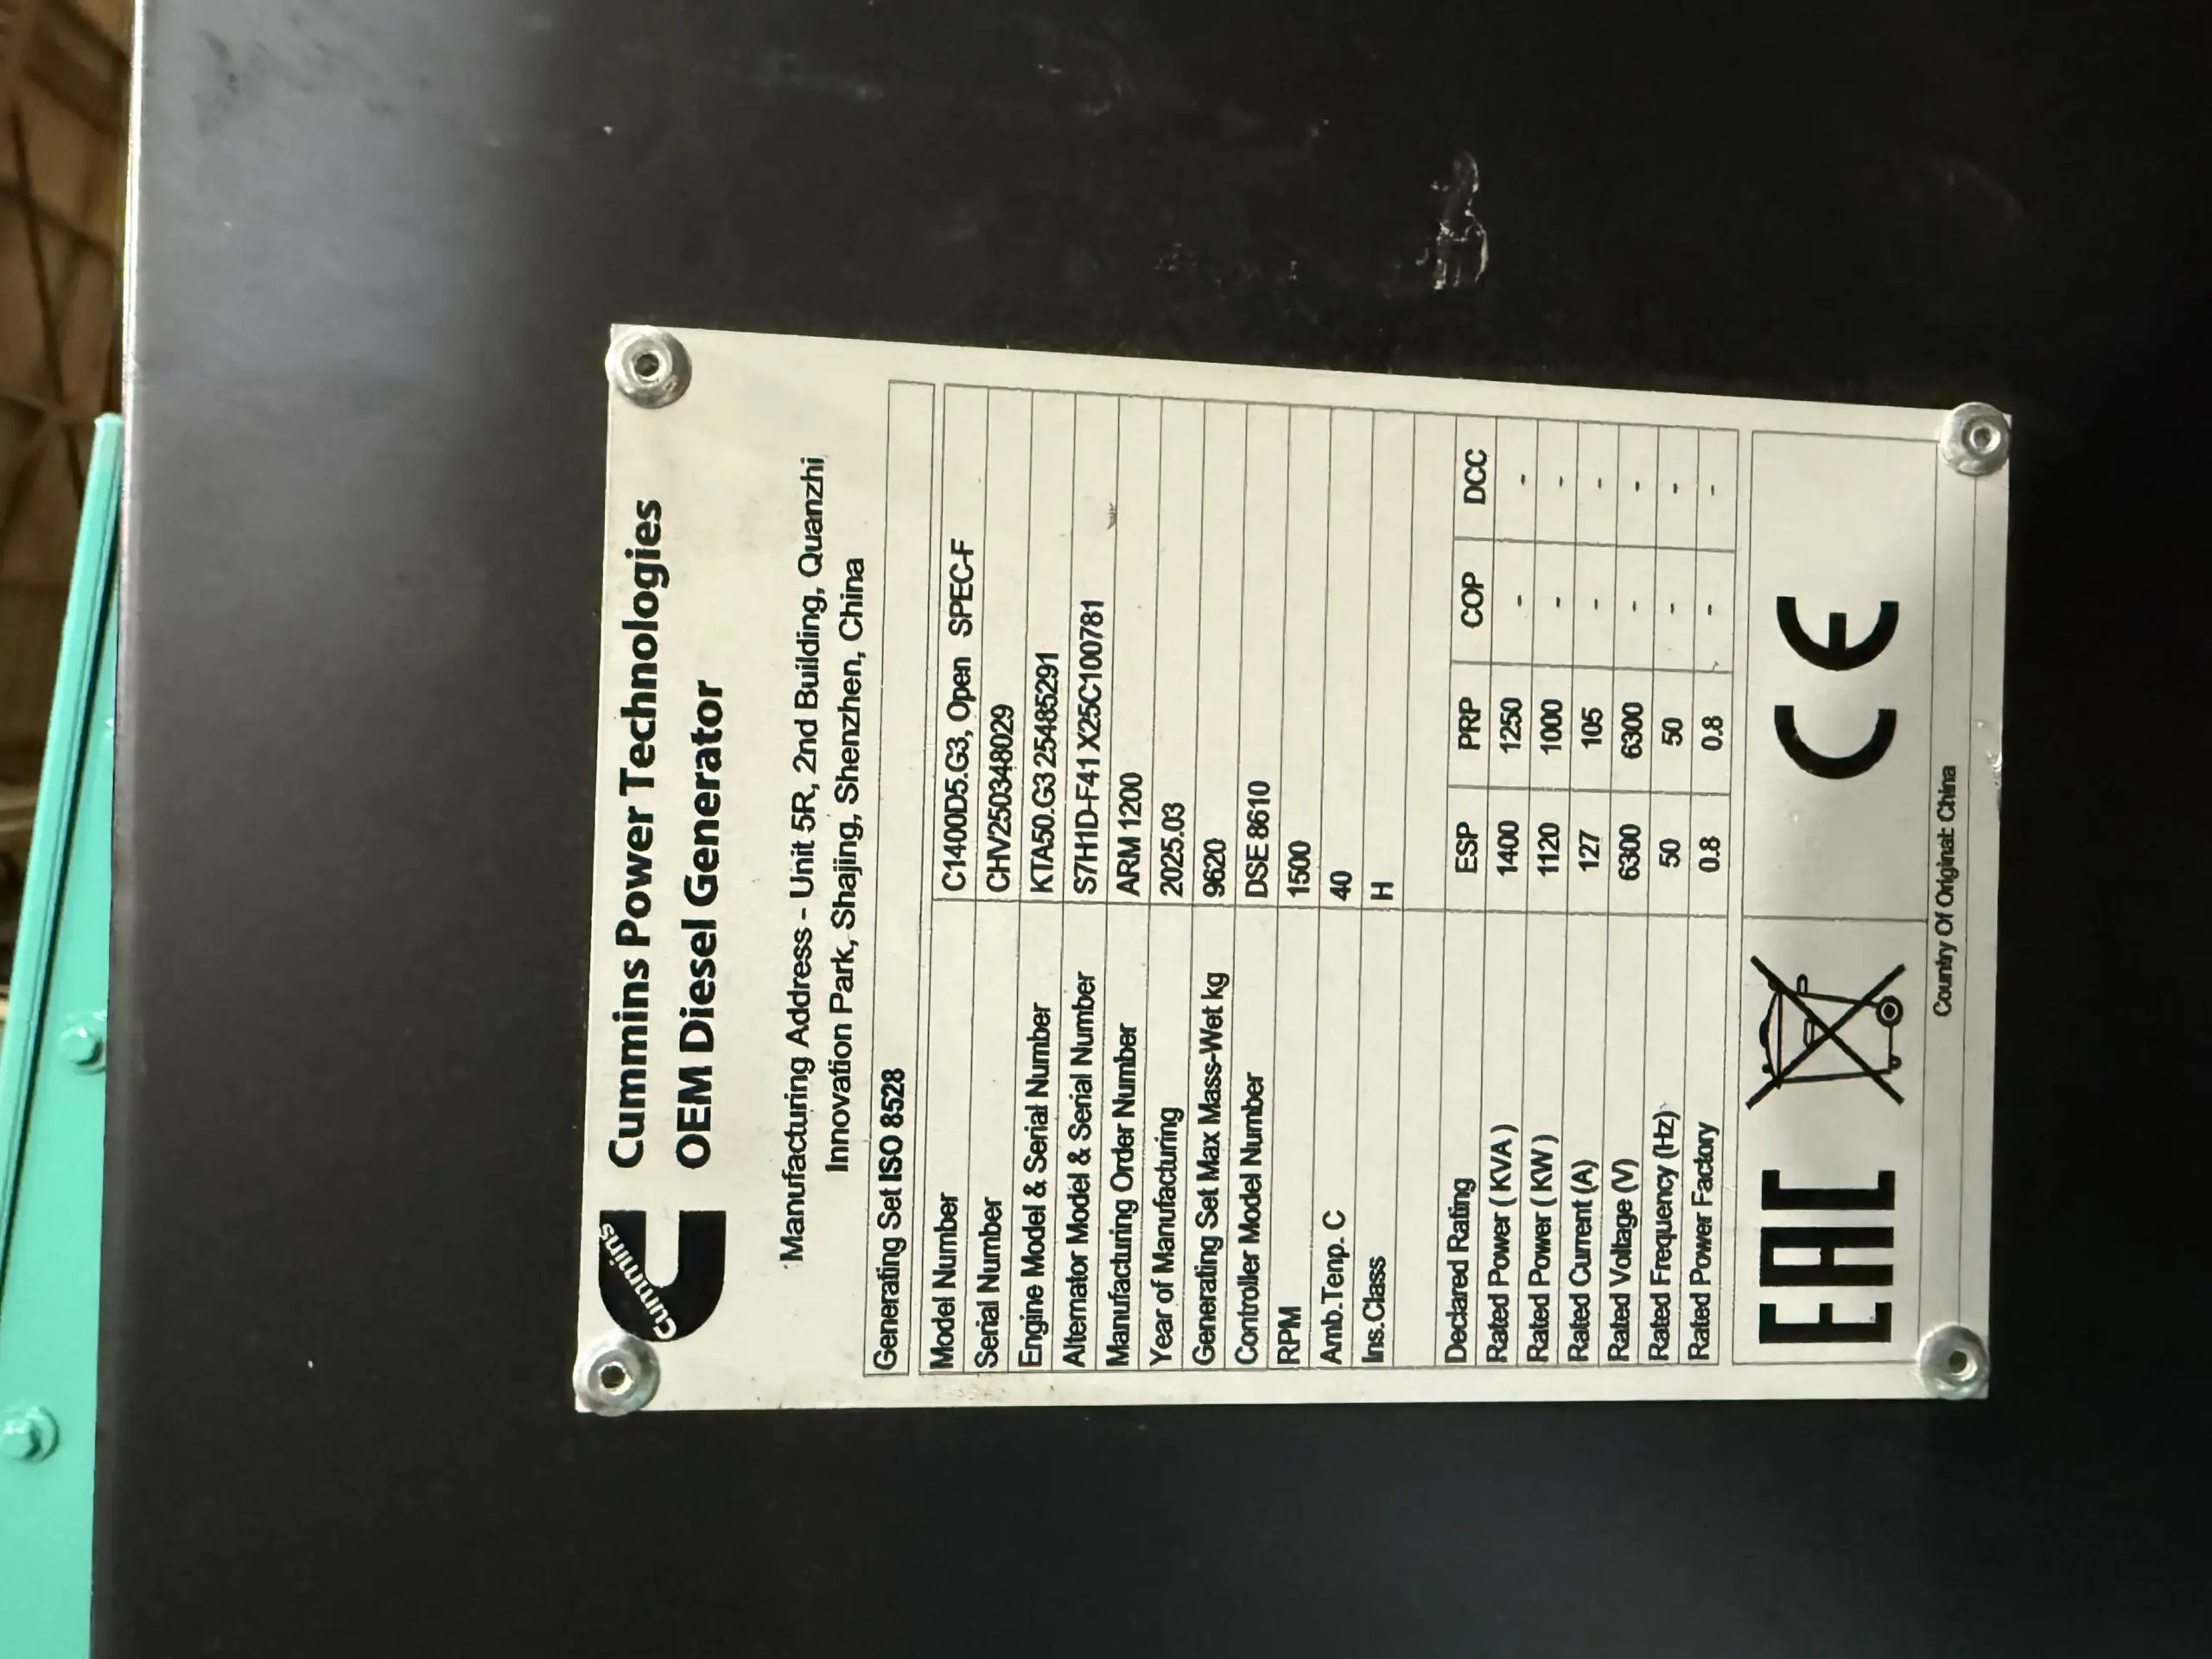 Cummins
Cummins Power Technologies
OEM Diesel Generator
Manufacturing Address - Unit 5R, 2nd Building, Quanzhi
Innovation Park, Shajing, Shenzhen, China
Generating Set ISO 8528
Model Number C1400D5.G3, Open SPEC-F
Serial Number CHV250348029
Engine Model & Serial Number KTA50.G3 25485291
Alternator Model & Serial Number S7H1D-F41 X25C100781
Manufacturing Order Number ARM 1200
Year of Manufacturing 2025.03
Generating Set Max Mass-Wet kg 9620
Controller Model Number DSE 8610
RPM 1500
Amb.Tenp. C 40
Ins.Class H
Declared Rating ESP PRP COP DCC
Rated Power ( KVA ) 1400 1250 - -
Rated Power ( KW ) 1120 1000 - -
Rated Current (A) 127 105 - -
Rated Voltage (V) 6300 6300 - -
Rated Frequency (Hz) 50 50 - -
Rated Power Factory 0.8 0.8 - -
EAC CE
Country Of Original: China